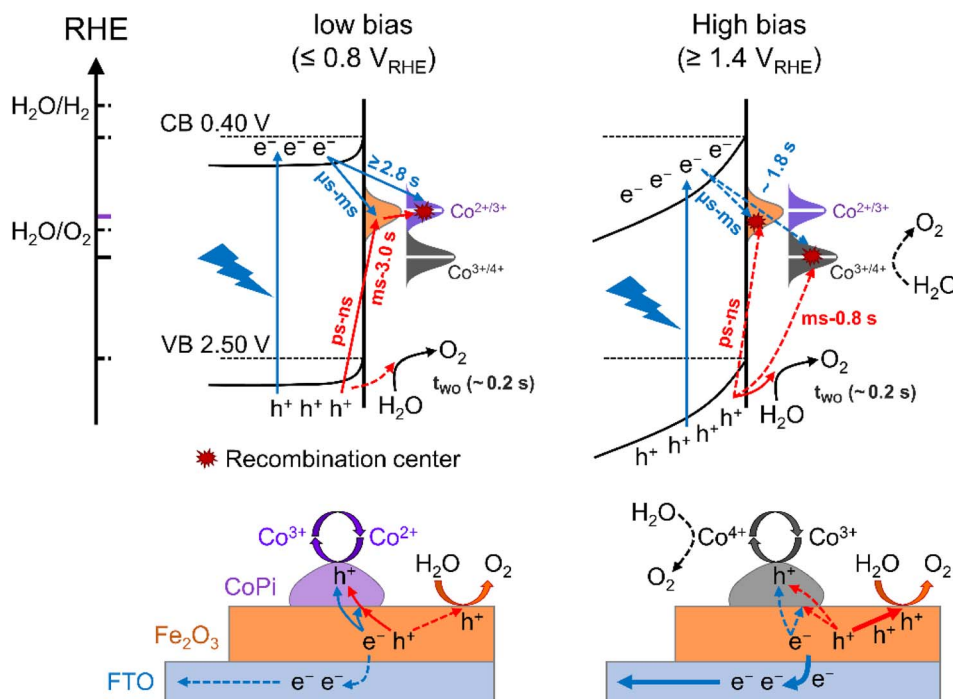 RHE
H₂O/H₂
H₂O/O₂
low bias
(≤ 0.8 V_RHE)
CB 0.40 V
e⁻ e⁻ e⁻
≥2.8 s
μs-ms
Co²⁺/³⁺
Co³⁺/⁴⁺
ps-ns
ms-3.0 s
VB 2.50 V
O₂
t_WO (~0.2 s)
h⁺ h⁺ h⁺
H₂O
High bias
(≥ 1.4 V_RHE)
e⁻ e⁻ e⁻ e⁻
~ 1.8 s
μs-ms
Co²⁺/³⁺
Co³⁺/⁴⁺
O₂
H₂O
ps-ns
ms-0.8 s
O₂
t_WO (~0.2 s)
H₂O
h⁺ h⁺ h⁺ h⁺
Recombination center
Co³⁺ Co²⁺
CoPi
h⁺
H₂O O₂
Fe₂O₃
e⁻ h⁺ h⁺
FTO
e⁻ e⁻
H₂O
Co⁴⁺ Co³⁺
O₂
h⁺
H₂O O₂
e⁻ h⁺ h⁺ h⁺
e⁻ e⁻ e⁻